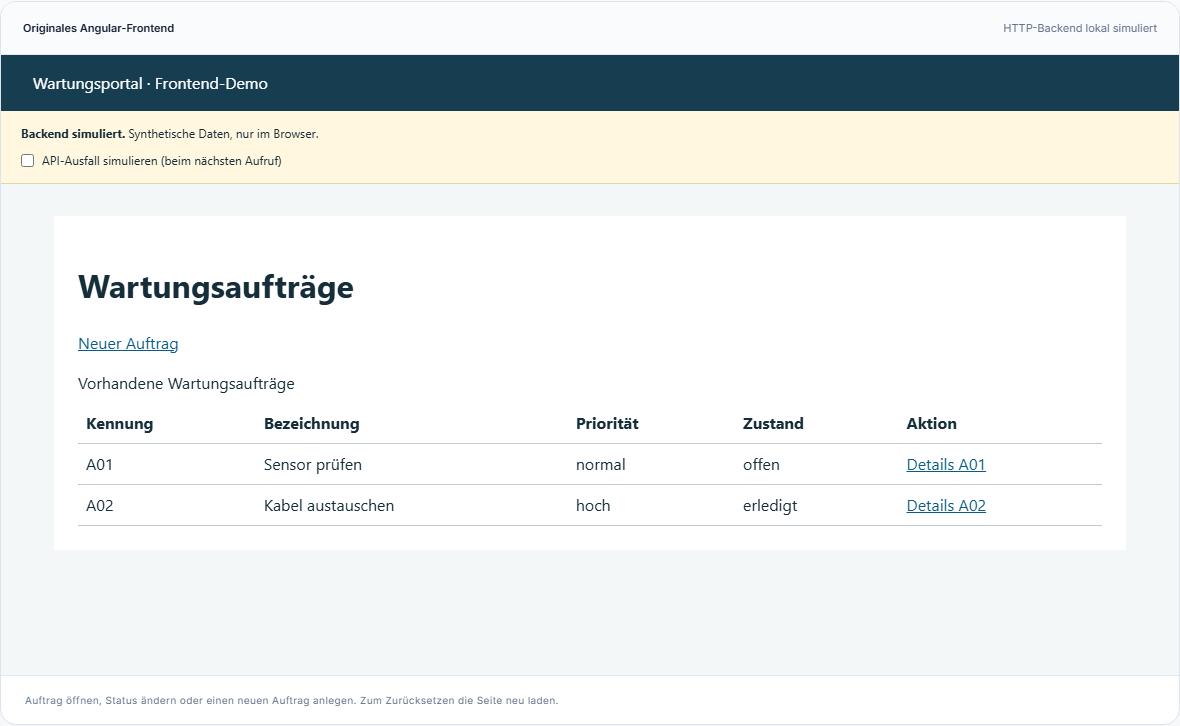 Originales Angular-Frontend
HTTP-Backend lokal simuliert
Wartungsportal · Frontend-Demo
Backend simuliert. Synthetische Daten, nur im Browser.
API-Ausfall simulieren (beim nächsten Aufruf)
Wartungsaufträge
Neuer Auftrag
Vorhandene Wartungsaufträge
Kennung Bezeichnung Priorität Zustand Aktion
A01 Sensor prüfen normal offen Details A01
A02 Kabel austauschen hoch erledigt Details A02
Auftrag öffnen, Status ändern oder einen neuen Auftrag anlegen. Zum Zurücksetzen die Seite neu laden.